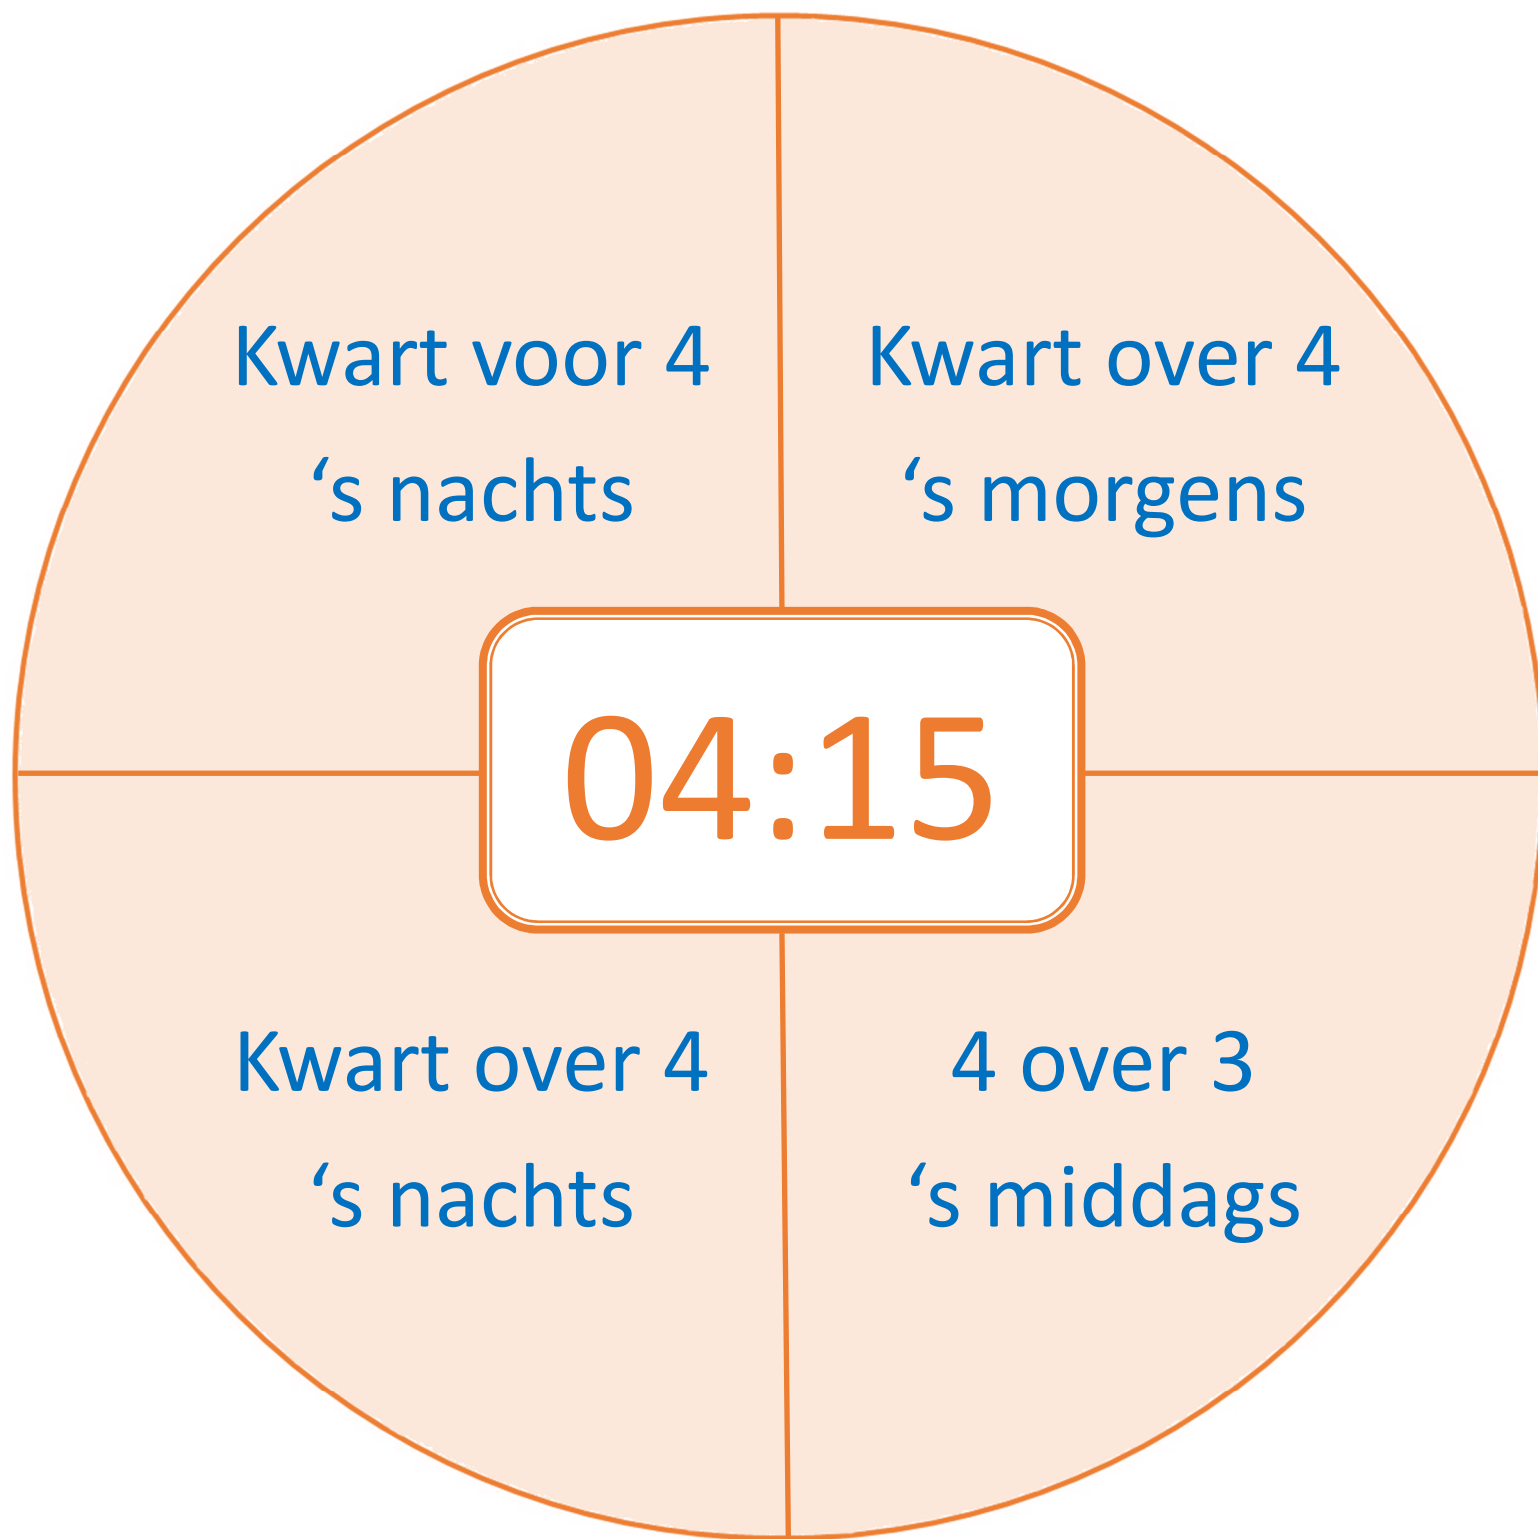 Kwart voor 4
‘s nachts
Kwart over 4
‘s morgens
04:15
Kwart over 4
‘s nachts
4 over 3
‘s middags